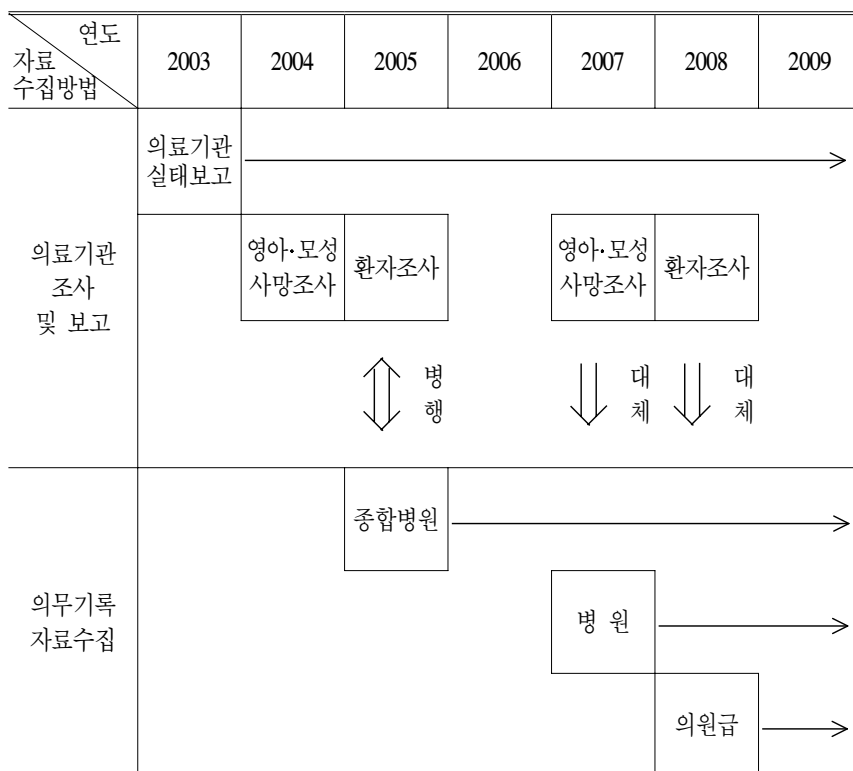 연도
자료
수집방법
2003 2004 2005 2006 2007 2008 2009
의료기관
실태보고
의료기관
조사
및 보고
영아·모성
사망조사
환자조사
영아·모성
사망조사
환자조사
병
행
대
체
대
체
의무기록
자료수집
종합병원
병 원
의원급